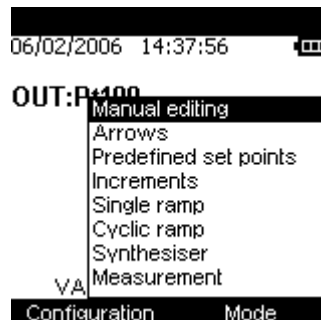 06/02/2006 14:37:56
OUT:Pt100
Manual editing
Arrows
Predefined set points
Increments
Single ramp
Cyclic ramp
Synthesiser
Measurement
VA
Configuration Mode